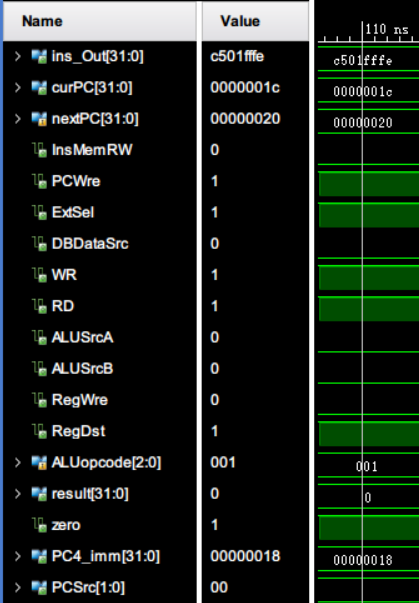 Name Value 110 ns
ins_Out[31:0] c501fffe c501fffe
curPC[31:0] 0000001c 0000001c
nextPC[31:0] 00000020 00000020
InsMemRW 0
PCWre 1
ExtSel 1
DBDataSrc 0
WR 1
RD 1
ALUSrcA 0
ALUSrcB 0
RegWre 0
RegDst 1
ALUopcode[2:0] 001 001
result[31:0] 0 0
zero 1
PC4_imm[31:0] 00000018 00000018
PCSrc[1:0] 00